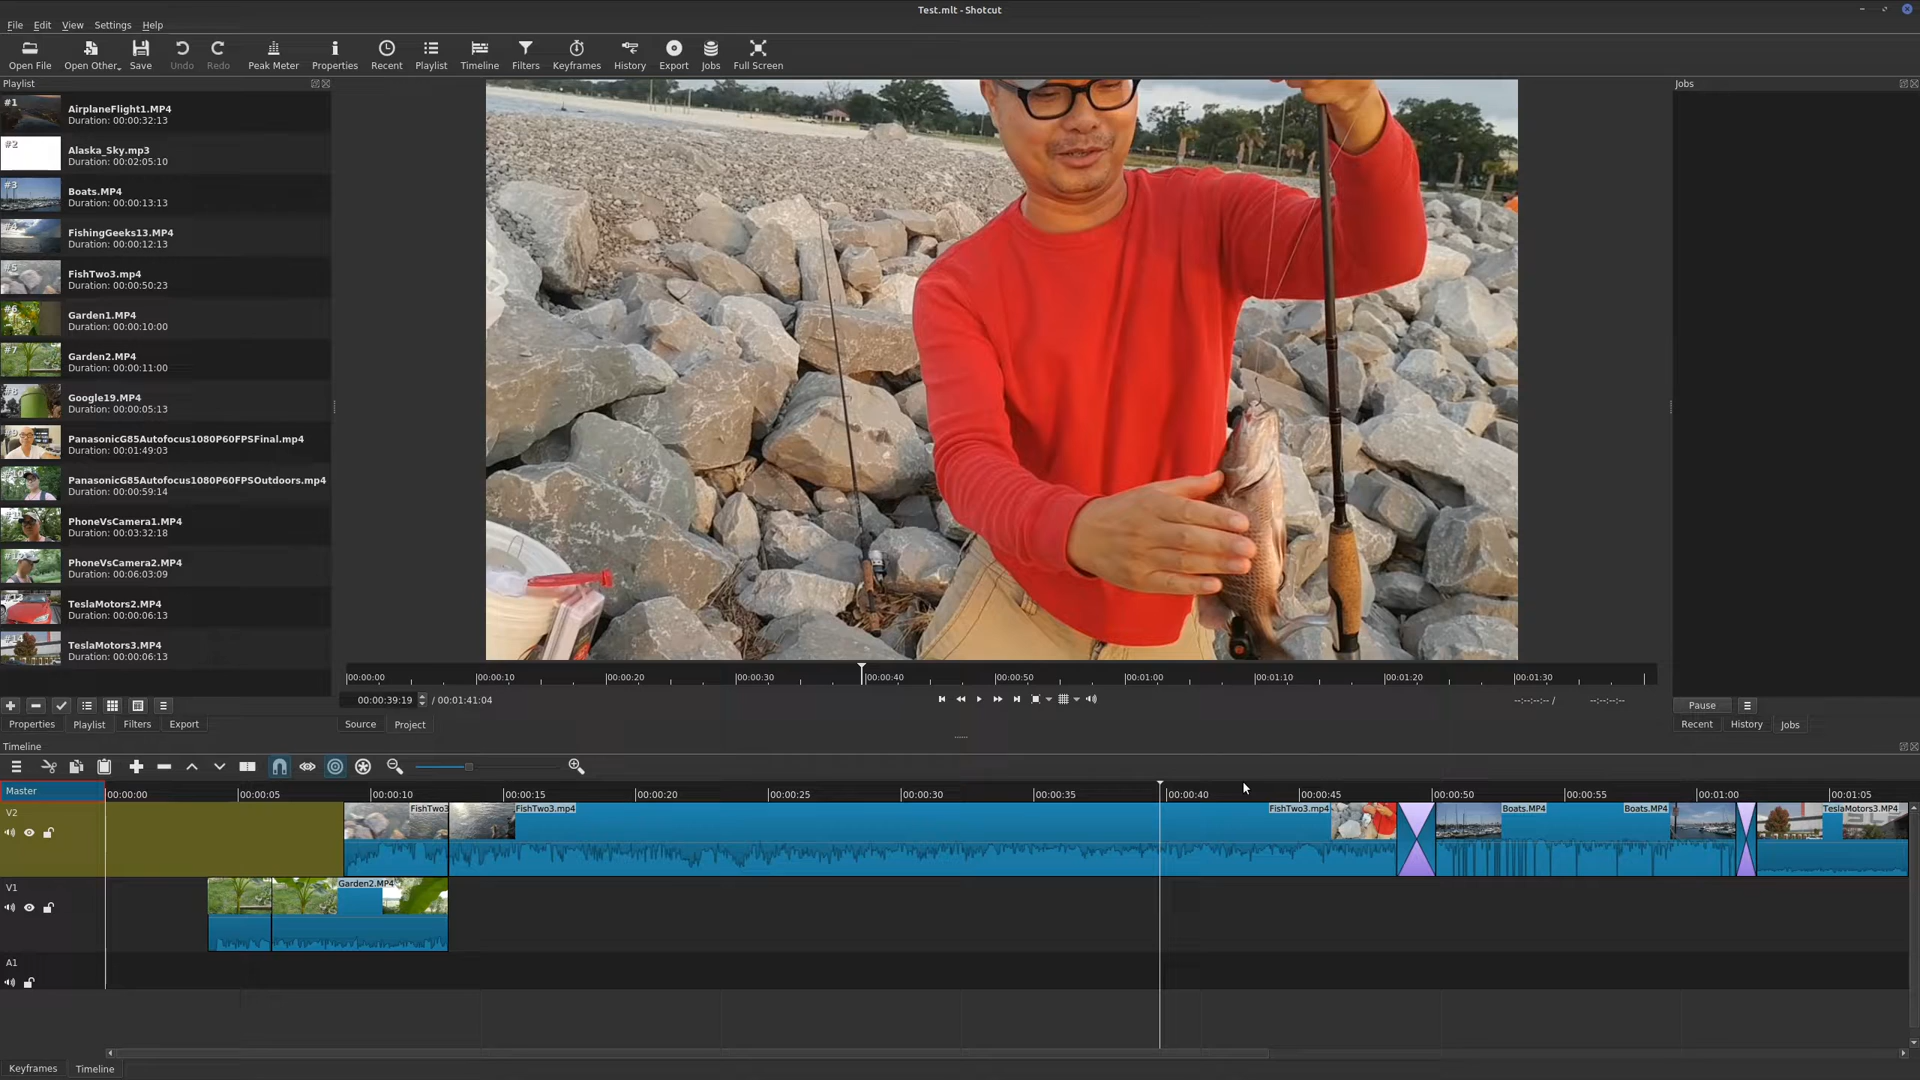 Test.mlt - Shotcut
File Edit View Settings Help
Open File Open Other.. Save Undo Redo Peak Meter Properties Recent Playlist Timeline Filters Keyframes History Export Jobs Full Screen
Playlist
#1
AirplaneFlight1.MP4
Duration: 00:00:32:13
#2
Alaska_Sky.mp3
Duration: 00:02:05:10
#3
Boats.MP4
Duration: 00:00:13:13
#4
FishingGeeks13.MP4
Duration: 00:00:12:13
#5
FishTwo3.mp4
Duration: 00:00:50:23
#6
Garden1.MP4
Duration: 00:00:10:00
#7
Garden2.MP4
Duration: 00:00:11:00
#8
Google19.MP4
Duration: 00:00:05:13
#9
PanasonicG85Autofocus1080P60FPSFinal.mp4
Duration: 00:01:49:03
PanasonicG85Autofocus1080P60FPSOutdoors.mp4
Duration: 00:00:59:14
PhoneVsCamera1.MP4
Duration: 00:03:32:18
PhoneVsCamera2.MP4
Duration: 00:06:03:09
#13
TeslaMotors2.MP4
Duration: 00:00:06:13
#14
TeslaMotors3.MP4
Duration: 00:00:06:13
Properties Playlist Filters Export
00:00:00 00:00:10 00:00:20 00:00:30 00:00:40 00:00:50 00:01:00 00:01:10 00:01:20 00:01:30
00:00:39:19 / 00:01:41:04
--:--:--:-- / --:--:--:--
Source Project
Jobs
Pause
Recent History Jobs
Timeline
Master
00:00:00 00:00:05 00:00:10 00:00:15 00:00:20 00:00:25 00:00:30 00:00:35 00:00:40 00:00:45 00:00:50 00:00:55 00:01:00 00:01:05
V2
FishTwo3 FishTwo3.mp4 FishTwo3.mp4 Boats.MP4 Boats.MP4 TeslaMotors3.MP4
V1
Garden2.MP4
A1
Keyframes Timeline